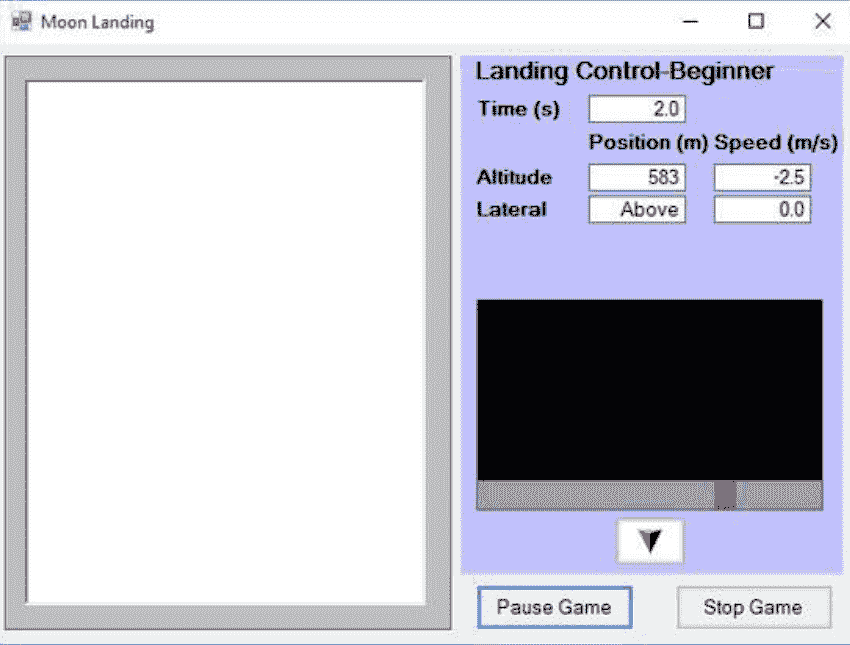 Moon Landing
Landing Control-Beginner
Time (s) 2.0
Position (m) Speed (m/s)
Altitude 583 -2.5
Lateral Above 0.0
Pause Game Stop Game